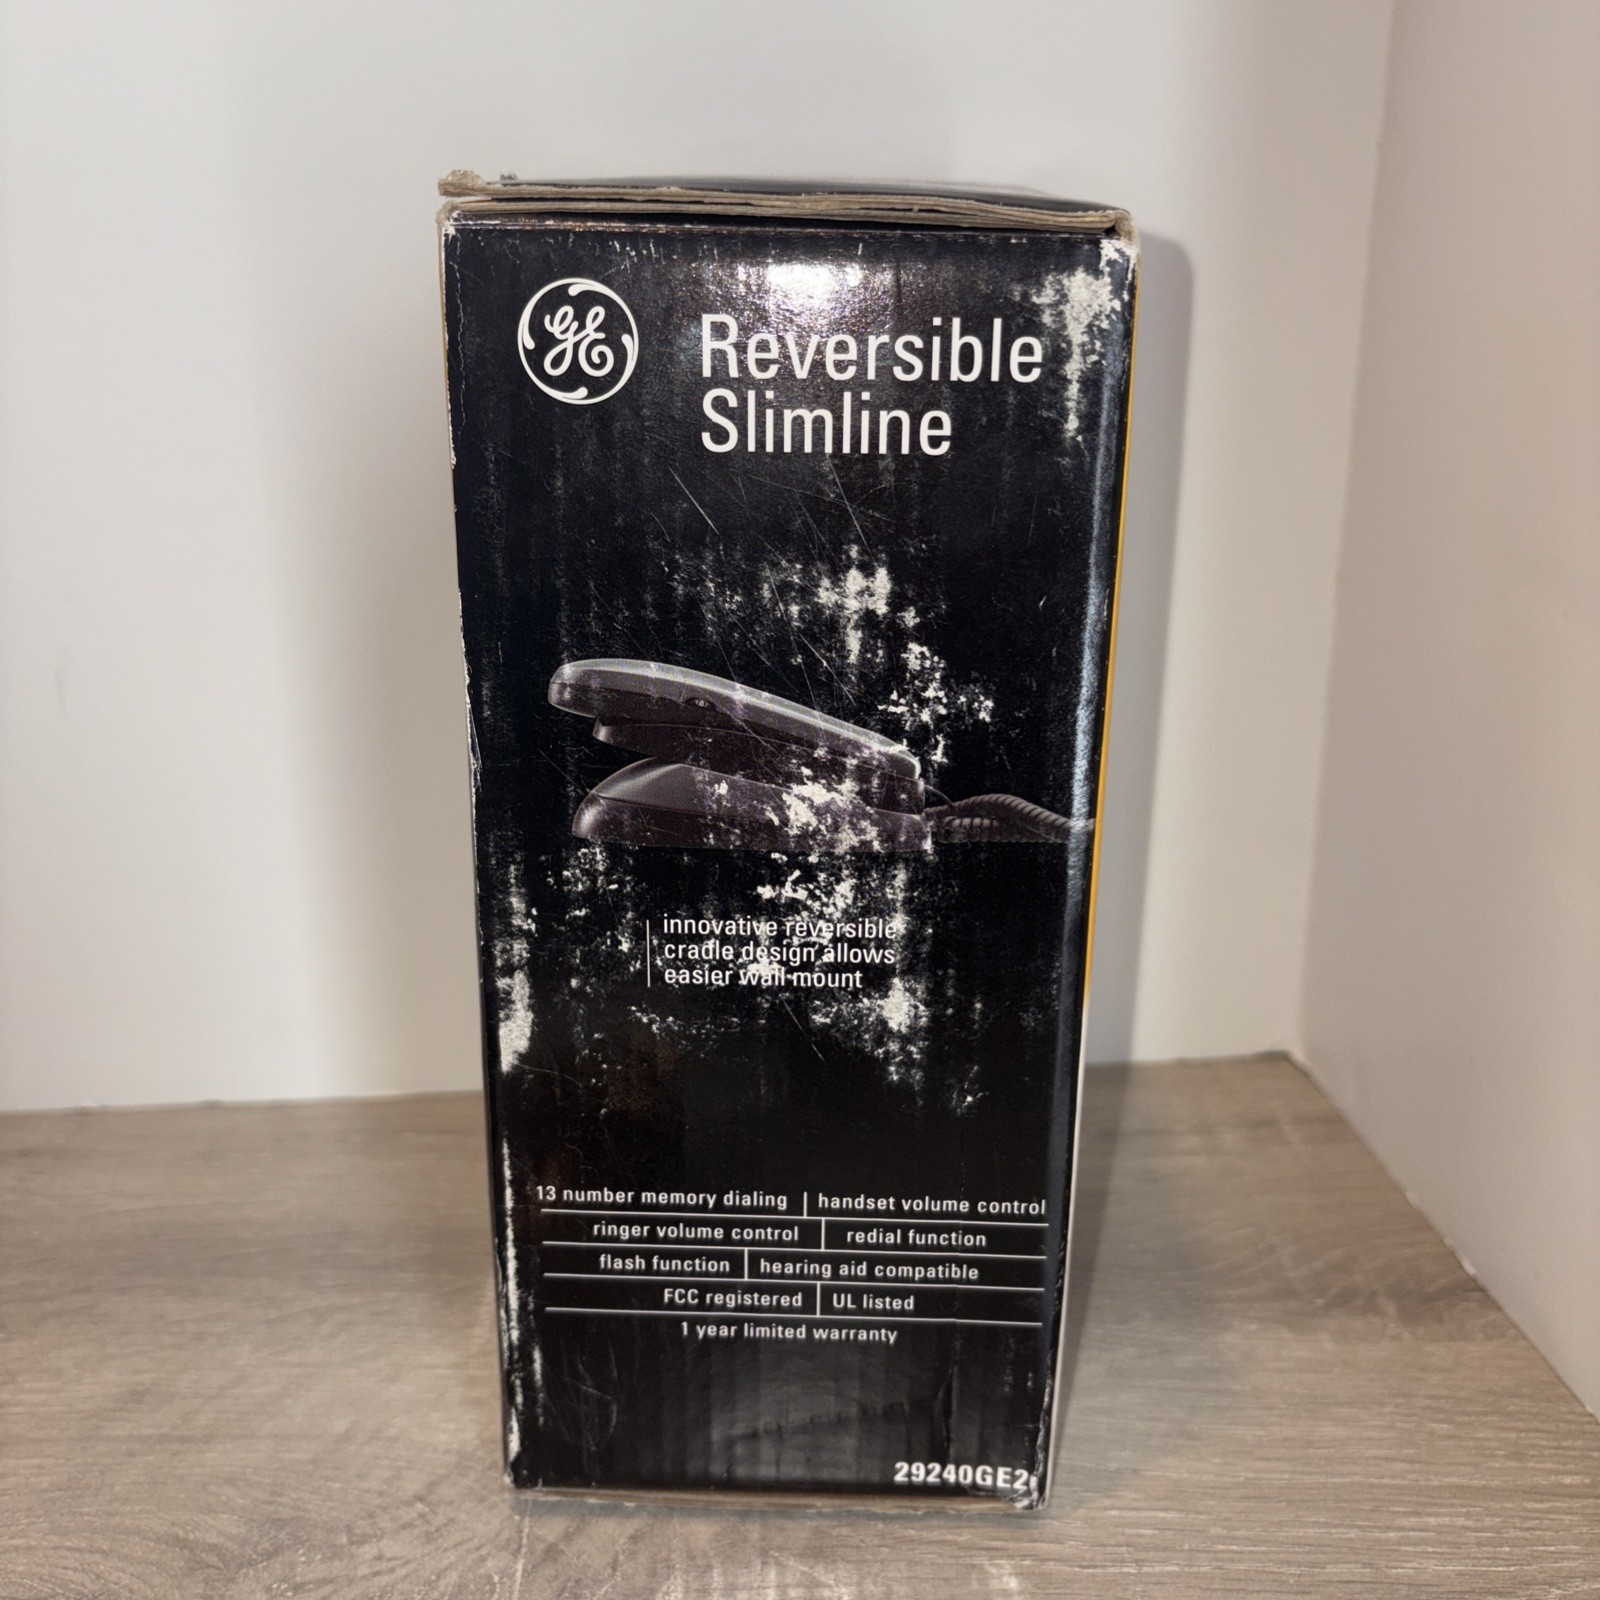 GE
Reversible
Slimline
innovative reversible
cradle design allows
easier wall mount
13 number memory dialing | handset volume control
ringer volume control | redial function
flash function | hearing aid compatible
FCC registered | UL listed
1 year limited warranty
29240GE2